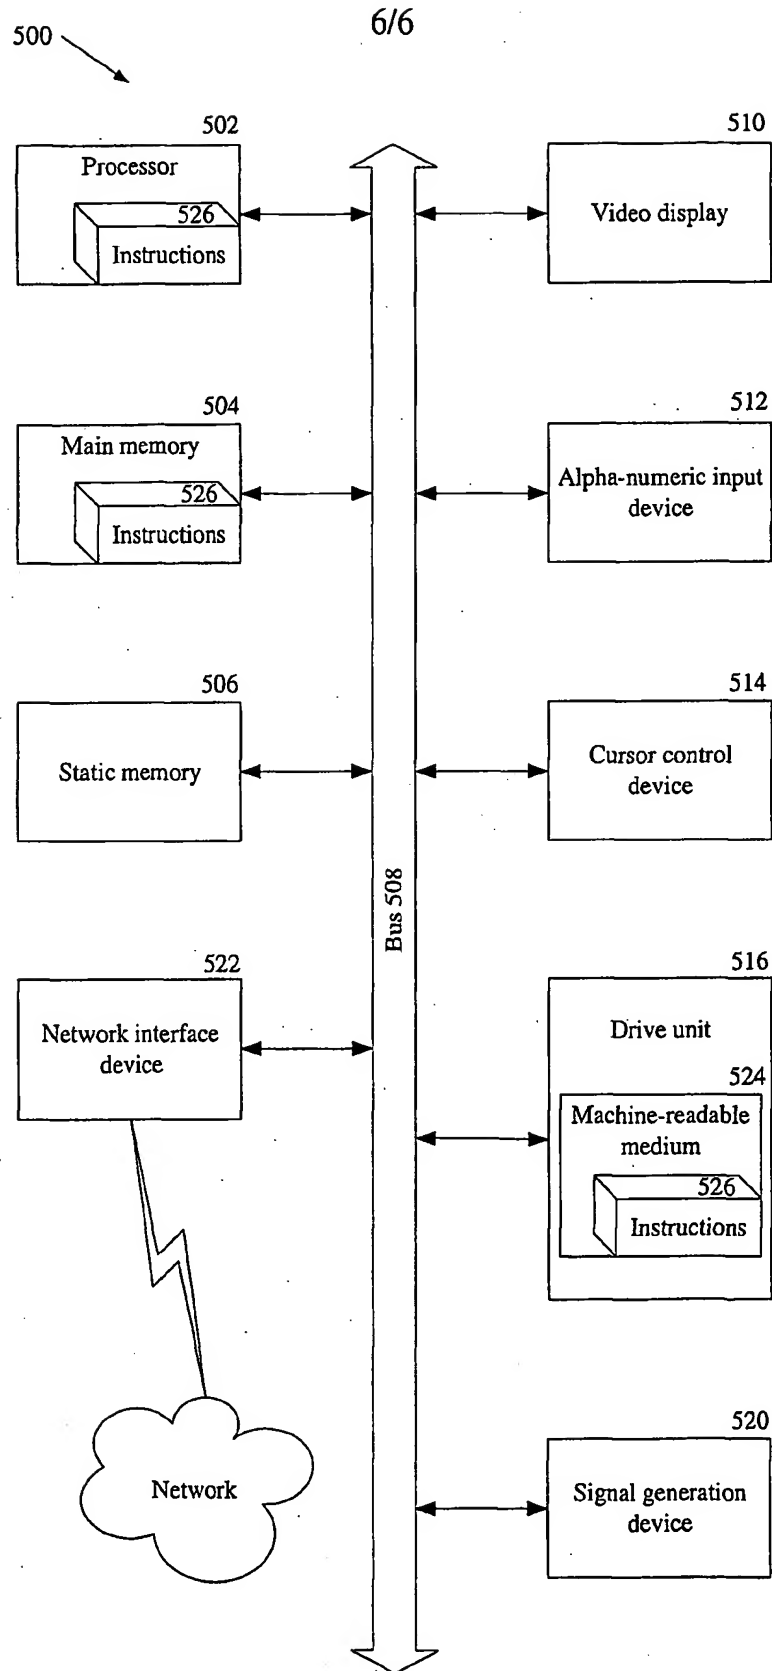 6/6
500
502
Processor
526
Instructions
510
Video display
504
Main memory
526
Instructions
512
Alpha-numeric input
device
506
Static memory
514
Cursor control
device
Bus 508
522
Network interface
device
516
Drive unit
524
Machine-readable
medium
526
Instructions
Network
520
Signal generation
device